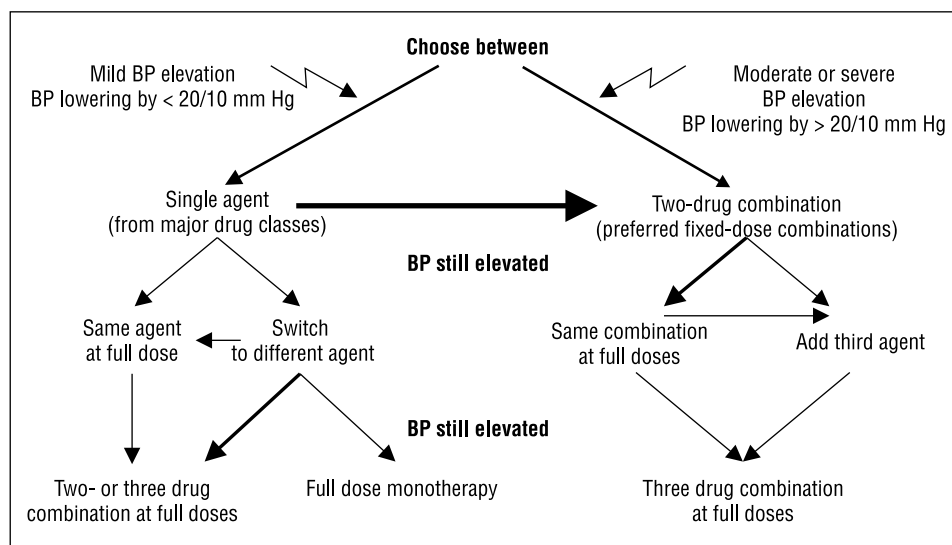 Choose between
Mild BP elevation
BP lowering by < 20/10 mm Hg
Moderate or severe
BP elevation
BP lowering by > 20/10 mm Hg
Single agent
(from major drug classes)
Two-drug combination
(preferred fixed-dose combinations)
BP still elevated
Same agent
at full dose
Switch
to different agent
Same combination
at full doses
Add third agent
BP still elevated
Two- or three drug
combination at full doses
Full dose monotherapy
Three drug combination
at full doses